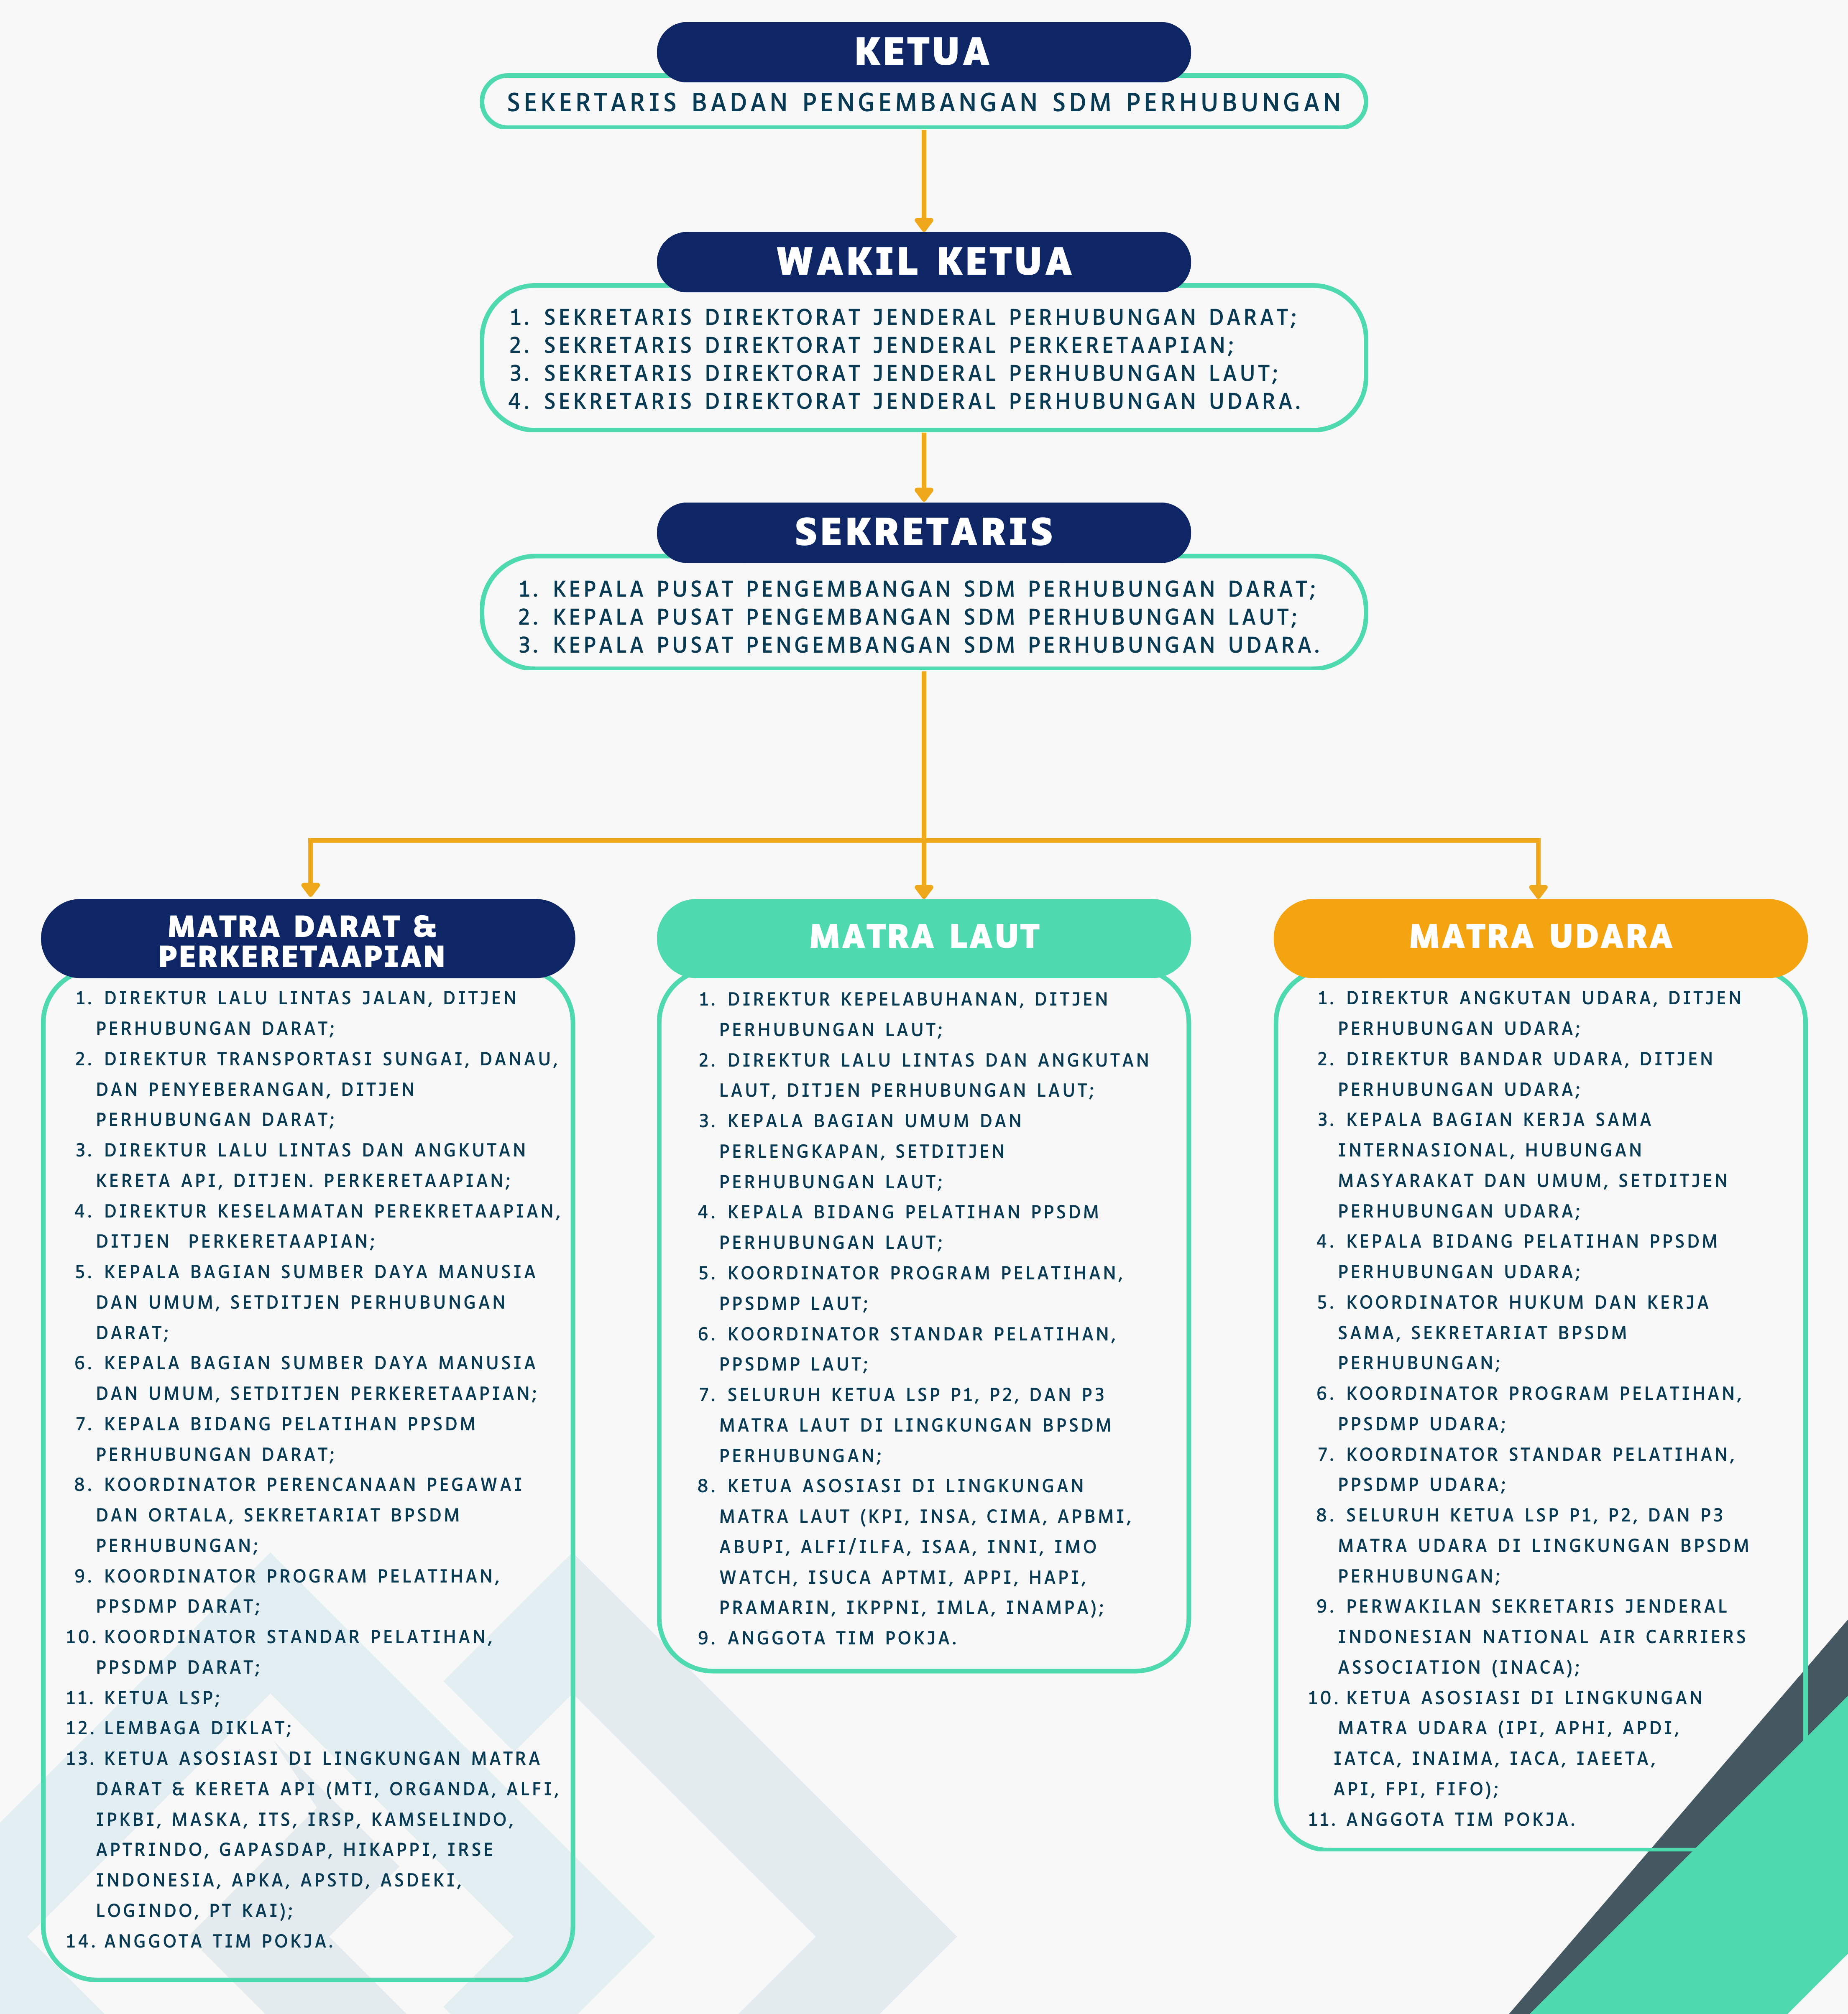 KETUA
SEKERTARIS BADAN PENGEMBANGAN SDM PERHUBUNGAN
WAKIL KETUA
1. SEKRETARIS DIREKTORAT JENDERAL PERHUBUNGAN DARAT;
2. SEKRETARIS DIREKTORAT JENDERAL PERKERETAAPIAN;
3. SEKRETARIS DIREKTORAT JENDERAL PERHUBUNGAN LAUT;
4. SEKRETARIS DIREKTORAT JENDERAL PERHUBUNGAN UDARA.
SEKRETARIS
1. KEPALA PUSAT PENGEMBANGAN SDM PERHUBUNGAN DARAT;
2. KEPALA PUSAT PENGEMBANGAN SDM PERHUBUNGAN LAUT;
3. KEPALA PUSAT PENGEMBANGAN SDM PERHUBUNGAN UDARA.
MATRA DARAT &
PERKERETAAPIAN
1. DIREKTUR LALU LINTAS JALAN, DITJEN
PERHUBUNGAN DARAT;
2. DIREKTUR TRANSPORTASI SUNGAI, DANAU,
DAN PENYEBERANGAN, DITJEN
PERHUBUNGAN DARAT;
3. DIREKTUR LALU LINTAS DAN ANGKUTAN
KERETA API, DITJEN. PERKERETAAPIAN;
4. DIREKTUR KESELAMATAN PEREKRETAAPIAN,
DITJEN PERKERETAAPIAN;
5. KEPALA BAGIAN SUMBER DAYA MANUSIA
DAN UMUM, SETDITJEN PERHUBUNGAN
DARAT;
6. KEPALA BAGIAN SUMBER DAYA MANUSIA
DAN UMUM, SETDITJEN PERKERETAAPIAN;
7. KEPALA BIDANG PELATIHAN PPSDM
PERHUBUNGAN DARAT;
8. KOORDINATOR PERENCANAAN PEGAWAI
DAN ORTALA, SEKRETARIAT BPSDM
PERHUBUNGAN;
9. KOORDINATOR PROGRAM PELATIHAN,
PPSDMP DARAT;
10. KOORDINATOR STANDAR PELATIHAN,
PPSDMP DARAT;
11. KETUA LSP;
12. LEMBAGA DIKLAT;
13. KETUA ASOSIASI DI LINGKUNGAN MATRA
DARAT & KERETA API (MTI, ORGANDA, ALFI,
IPKBI, MASKA, ITS, IRSP, KAMSELINDO,
APTRINDO, GAPASDAP, HIKAPPI, IRSE
INDONESIA, APKA, APSTD, ASDEKI,
LOGINDO, PT KAI);
14. ANGGOTA TIM POKJA.
MATRA LAUT
1. DIREKTUR KEPELABUHANAN, DITJEN
PERHUBUNGAN LAUT;
2. DIREKTUR LALU LINTAS DAN ANGKUTAN
LAUT, DITJEN PERHUBUNGAN LAUT;
3. KEPALA BAGIAN UMUM DAN
PERLENGKAPAN, SETDITJEN
PERHUBUNGAN LAUT;
4. KEPALA BIDANG PELATIHAN PPSDM
PERHUBUNGAN LAUT;
5. KOORDINATOR PROGRAM PELATIHAN,
PPSDMP LAUT;
6. KOORDINATOR STANDAR PELATIHAN,
PPSDMP LAUT;
7. SELURUH KETUA LSP P1, P2, DAN P3
MATRA LAUT DI LINGKUNGAN BPSDM
PERHUBUNGAN;
8. KETUA ASOSIASI DI LINGKUNGAN
MATRA LAUT (KPI, INSA, CIMA, APBMI,
ABUPI, ALFI/ILFA, ISAA, INNI, IMO
WATCH, ISUCA APTMI, APPI, HAPI,
PRAMARIN, IKPPNI, IMLA, INAMPA);
9. ANGGOTA TIM POKJA.
MATRA UDARA
1. DIREKTUR ANGKUTAN UDARA, DITJEN
PERHUBUNGAN UDARA;
2. DIREKTUR BANDAR UDARA, DITJEN
PERHUBUNGAN UDARA;
3. KEPALA BAGIAN KERJA SAMA
INTERNASIONAL, HUBUNGAN
MASYARAKAT DAN UMUM, SETDITJEN
PERHUBUNGAN UDARA;
4. KEPALA BIDANG PELATIHAN PPSDM
PERHUBUNGAN UDARA;
5. KOORDINATOR HUKUM DAN KERJA
SAMA, SEKRETARIAT BPSDM
PERHUBUNGAN;
6. KOORDINATOR PROGRAM PELATIHAN,
PPSDMP UDARA;
7. KOORDINATOR STANDAR PELATIHAN,
PPSDMP UDARA;
8. SELURUH KETUA LSP P1, P2, DAN P3
MATRA UDARA DI LINGKUNGAN BPSDM
PERHUBUNGAN;
9. PERWAKILAN SEKRETARIS JENDERAL
INDONESIAN NATIONAL AIR CARRIERS
ASSOCIATION (INACA);
10. KETUA ASOSIASI DI LINGKUNGAN
MATRA UDARA (IPI, APHI, APDI,
IATCA, INAIMA, IACA, IAEETA,
API, FPI, FIFO);
11. ANGGOTA TIM POKJA.